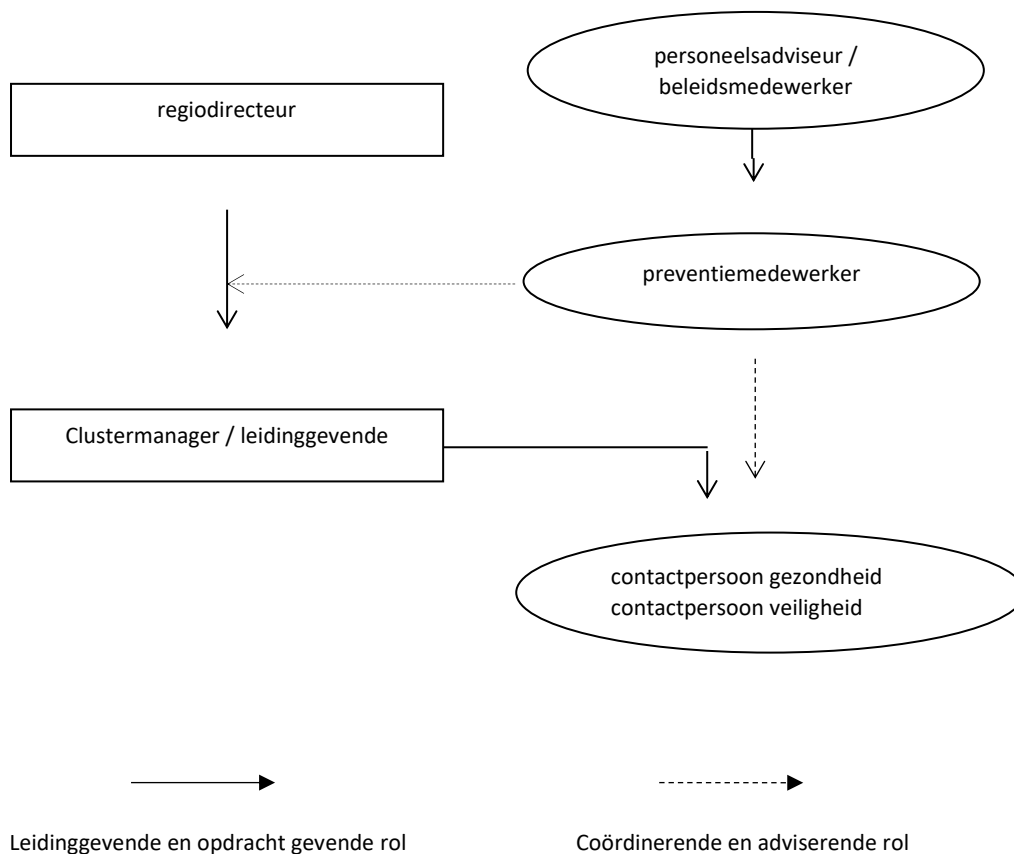 personeelsadviseur /
beleidsmedewerker
regiodirecteur
preventiemedewerker
Clustermanager / leidinggevende
contactpersoon gezondheid
contactpersoon veiligheid
Leidinggevende en opdracht gevende rol
Coördinerende en adviserende rol